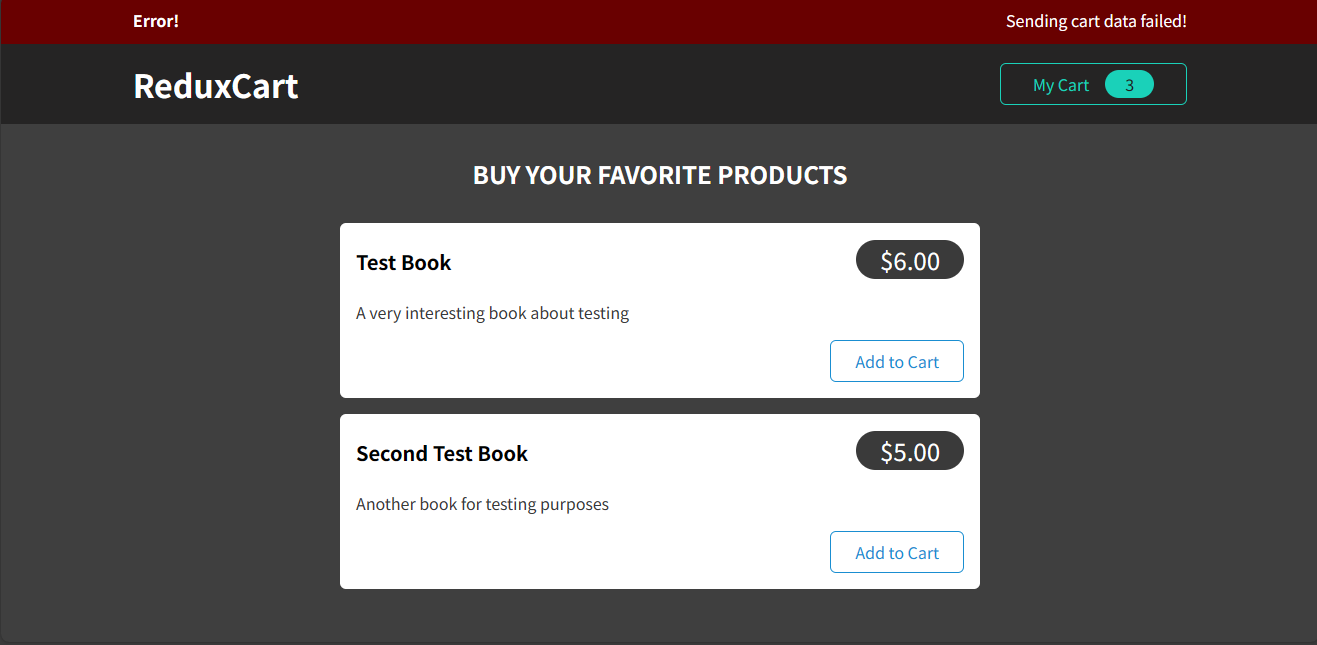 Error! Sending cart data failed!
ReduxCart My Cart 3
BUY YOUR FAVORITE PRODUCTS
Test Book $6.00
A very interesting book about testing
Add to Cart
Second Test Book $5.00
Another book for testing purposes
Add to Cart